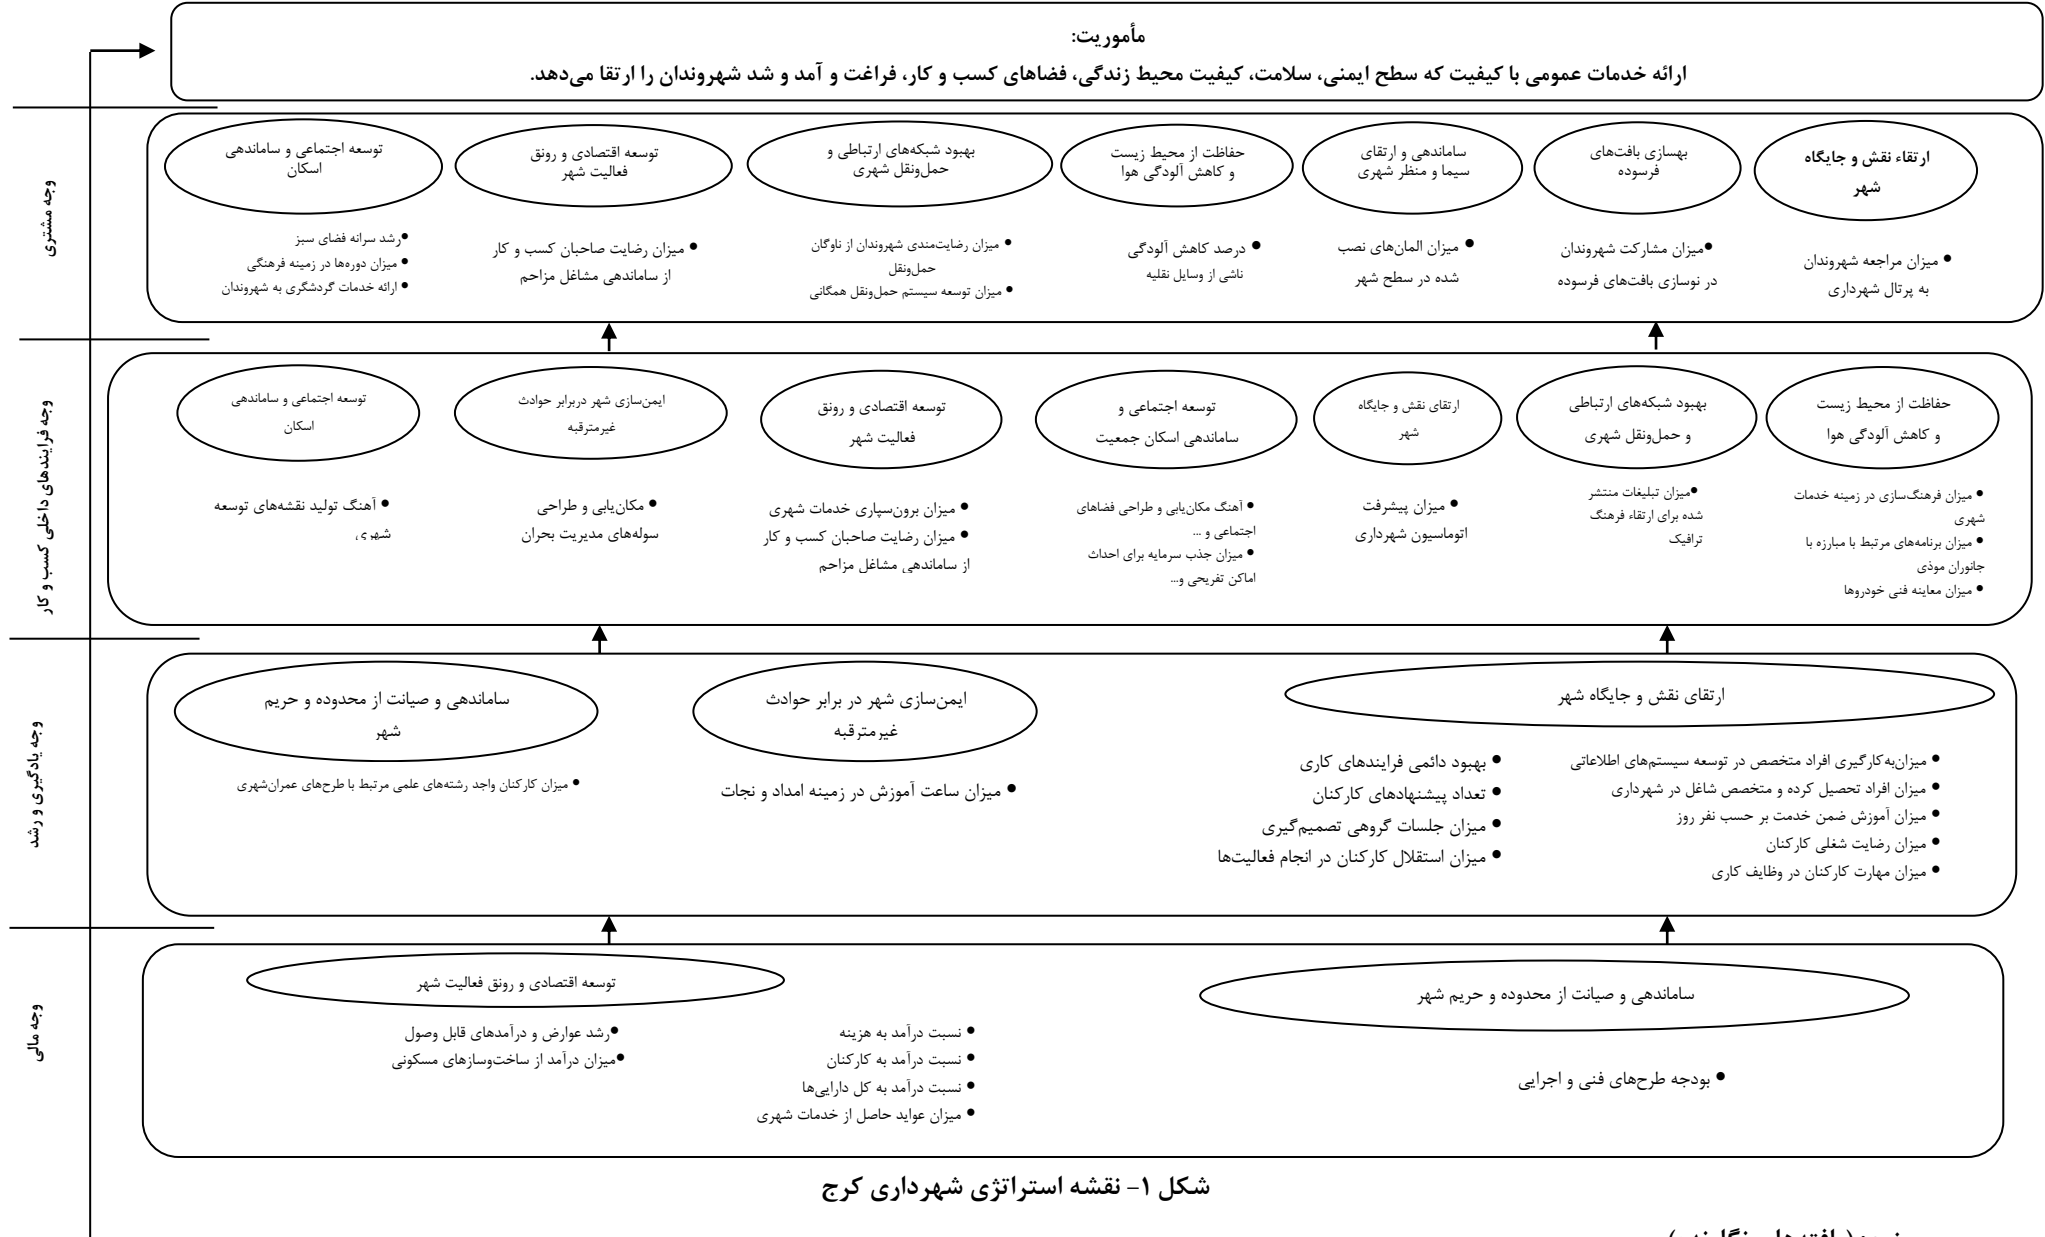 مأموریت:
ارائه خدمات عمومی با کیفیت که سطح ایمنی، سلامت، کیفیت محیط زندگی، فضاهای کسب و کار، فراغت و آمد و شد شهروندان را ارتقا می‌دهد.
وجه مشتری
ارتقاء نقش و جایگاه
شهر
● میزان مراجعه شهروندان
به پرتال شهرداری
بهسازی بافت‌های
فرسوده
●میزان مشارکت شهروندان
در نوسازی بافت‌های فرسوده
ساماندهی و ارتقای
سیما و منظر شهری
● میزان المان‌های نصب
شده در سطح شهر
حفاظت از محیط زیست
و کاهش آلودگی هوا
● درصد کاهش آلودگی
ناشی از وسایل نقلیه
بهبود شبکه‌های ارتباطی و
حمل‌ونقل شهری
● میزان رضایت‌مندی شهروندان از ناوگان
حمل‌ونقل
● میزان توسعه سیستم حمل‌ونقل همگانی
توسعه اقتصادی و رونق
فعالیت شهر
● میزان رضایت صاحبان کسب و کار
از ساماندهی مشاغل مزاحم
توسعه اجتماعی و ساماندهی
اسکان
●رشد سرانه فضای سبز
● میزان دوره‌ها در زمینه فرهنگی
● ارائه خدمات گردشگری به شهروندان
وجه فرایندهای داخلی کسب و کار
حفاظت از محیط زیست
و کاهش آلودگی هوا
● میزان فرهنگ‌سازی در زمینه خدمات
شهری
● میزان برنامه‌های مرتبط با مبارزه با
جانوران موذی
● میزان معاینه فنی خودروها
بهبود شبکه‌های ارتباطی
و حمل‌ونقل شهری
●میزان تبلیغات منتشر
شده برای ارتقاء فرهنگ
ترافیک
ارتقای نقش و جایگاه
شهر
● میزان پیشرفت
اتوماسیون شهرداری
توسعه اجتماعی و
ساماندهی اسکان جمعیت
● آهنگ مکان‌یابی و طراحی فضاهای
اجتماعی و ...
● میزان جذب سرمایه برای احداث
اماکن تفریحی و...
توسعه اقتصادی و رونق
فعالیت شهر
● میزان برون‌سپاری خدمات شهری
● میزان رضایت صاحبان کسب و کار
از ساماندهی مشاغل مزاحم
ایمن‌سازی شهر دربرابر حوادث
غیرمترقبه
● مکان‌یابی و طراحی
سوله‌های مدیریت بحران
توسعه اجتماعی و ساماندهی
اسکان
● آهنگ تولید نقشه‌های توسعه
شهری
وجه یادگیری و رشد
ارتقای نقش و جایگاه شهر
● میزان‌به‌کارگیری افراد متخصص در توسعه سیستم‌های اطلاعاتی
● میزان افراد تحصیل کرده و متخصص شاغل در شهرداری
● میزان آموزش ضمن خدمت بر حسب نفر روز
● میزان رضایت شغلی کارکنان
● میزان مهارت کارکنان در وظایف کاری
● بهبود دائمی فرایندهای کاری
● تعداد پیشنهادهای کارکنان
● میزان جلسات گروهی تصمیم‌گیری
● میزان استقلال کارکنان در انجام فعالیت‌ها
ایمن‌سازی شهر در برابر حوادث
غیرمترقبه
● میزان ساعت آموزش در زمینه امداد و نجات
ساماندهی و صیانت از محدوده و حریم
شهر
● میزان کارکنان واجد رشته‌های علمی مرتبط با طرح‌های عمران‌شهری
وجه مالی
ساماندهی و صیانت از محدوده و حریم شهر
● بودجه طرح‌های فنی و اجرایی
توسعه اقتصادی و رونق فعالیت شهر
● نسبت درآمد به هزینه
● نسبت درآمد به کارکنان
● نسبت درآمد به کل دارایی‌ها
● میزان عواید حاصل از خدمات شهری
●رشد عوارض و درآمدهای قابل وصول
●میزان درآمد از ساخت‌وسازهای مسکونی
شکل ۱- نقشه استراتژی شهرداری کرج